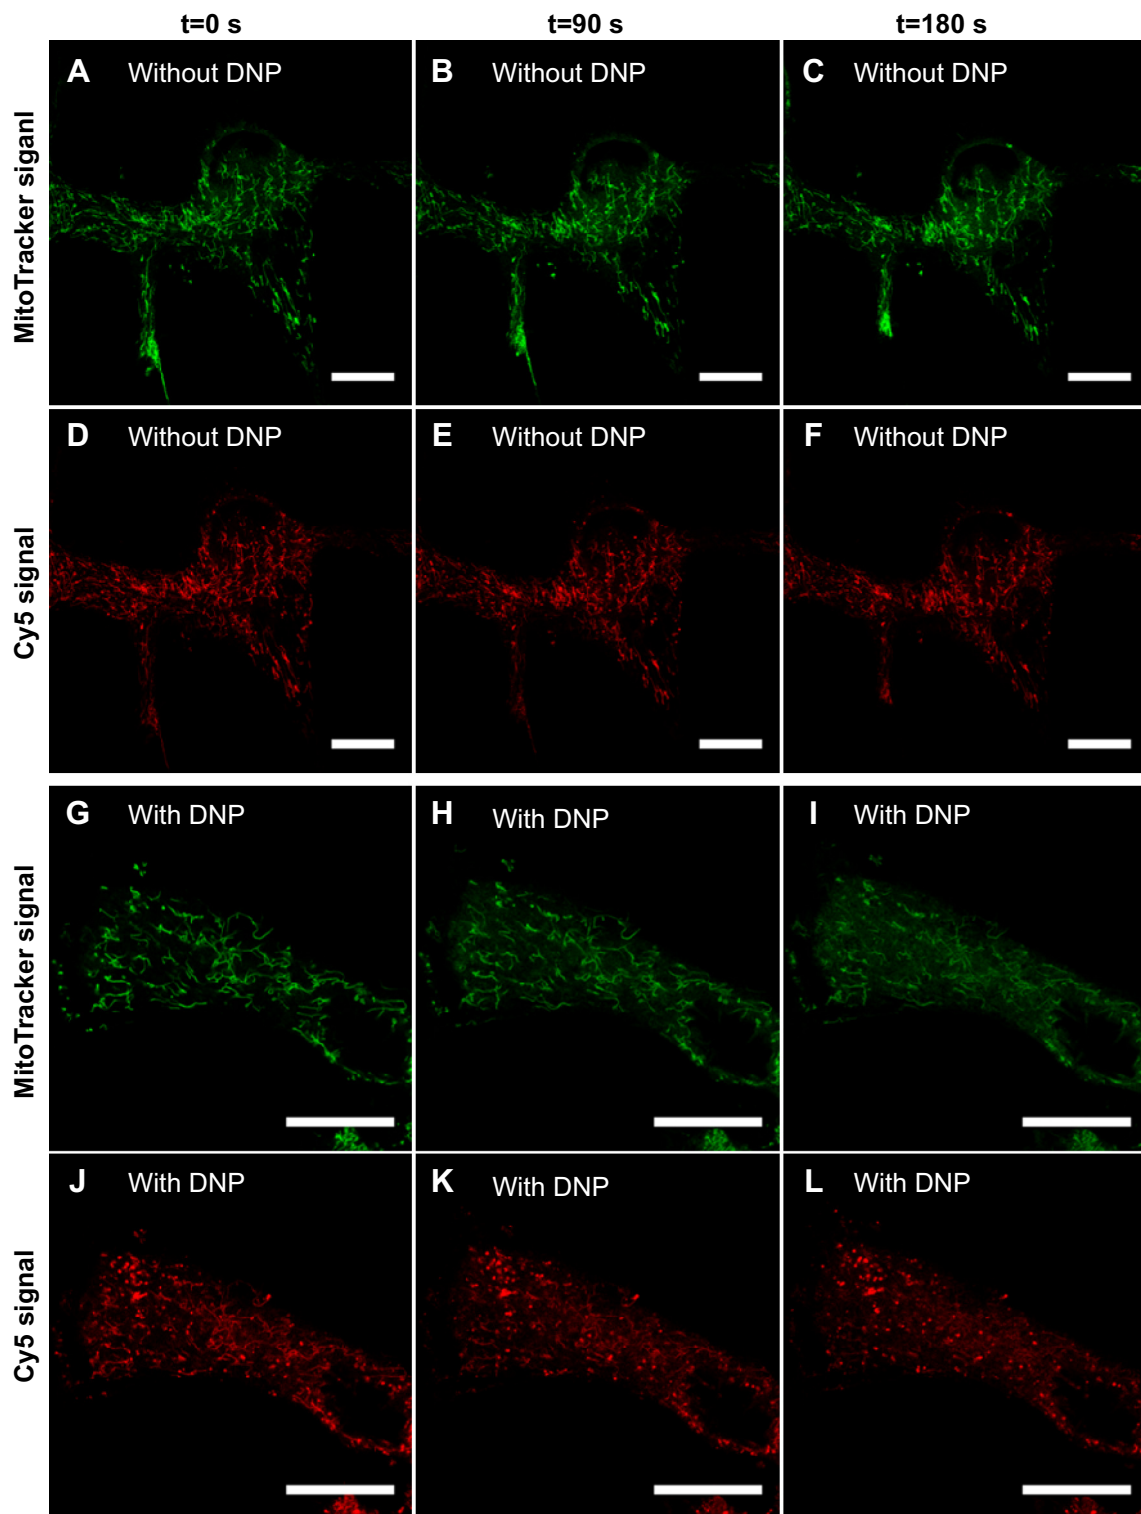 t=0 s t=90 s t=180 s
MitoTracker siganl
A Without DNP B Without DNP C Without DNP
Cy5 signal
D Without DNP E Without DNP F Without DNP
MitoTracker signal
G With DNP H With DNP I With DNP
Cy5 signal
J With DNP K With DNP L With DNP